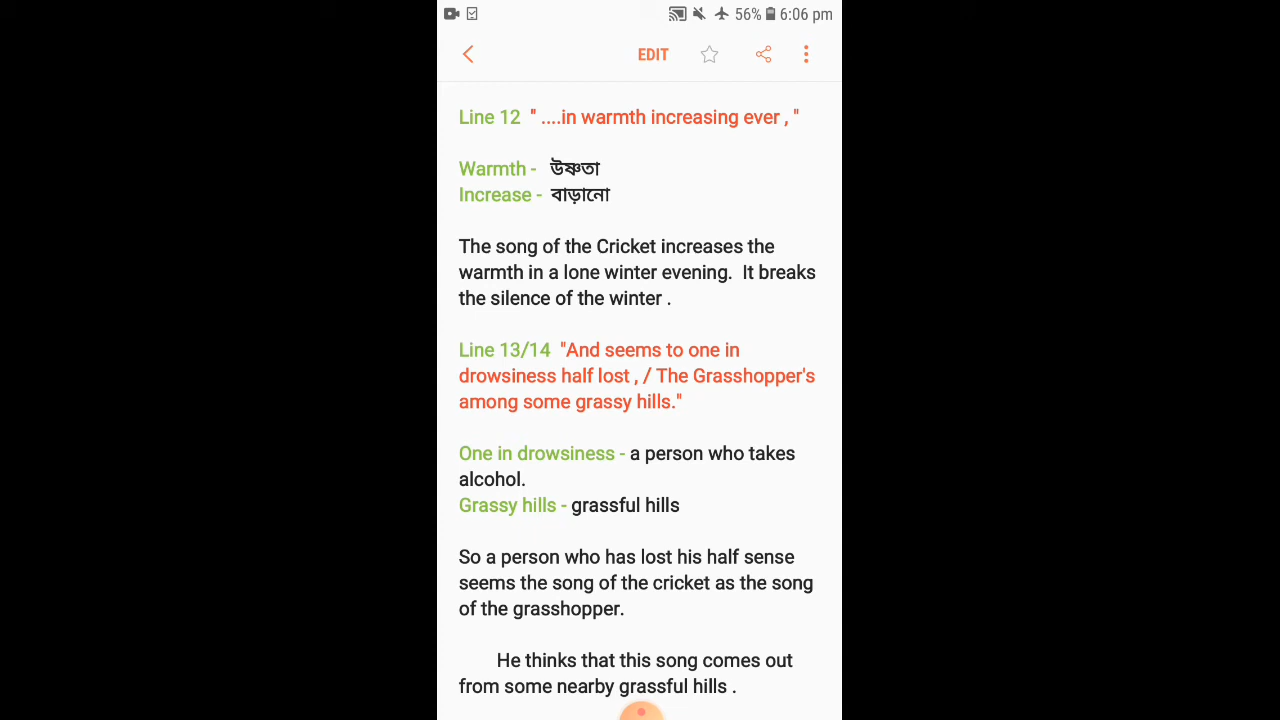 56% 6:06 pm
EDIT
Line 12 " ....in warmth increasing ever , "
Warmth - উষ্ণতা
Increase - বাড়ানো
The song of the Cricket increases the
warmth in a lone winter evening. It breaks
the silence of the winter .
Line 13/14 "And seems to one in
drowsiness half lost , / The Grasshopper's
among some grassy hills."
One in drowsiness - a person who takes
alcohol.
Grassy hills - grassful hills
So a person who has lost his half sense
seems the song of the cricket as the song
of the grasshopper.
He thinks that this song comes out
from some nearby grassful hills .